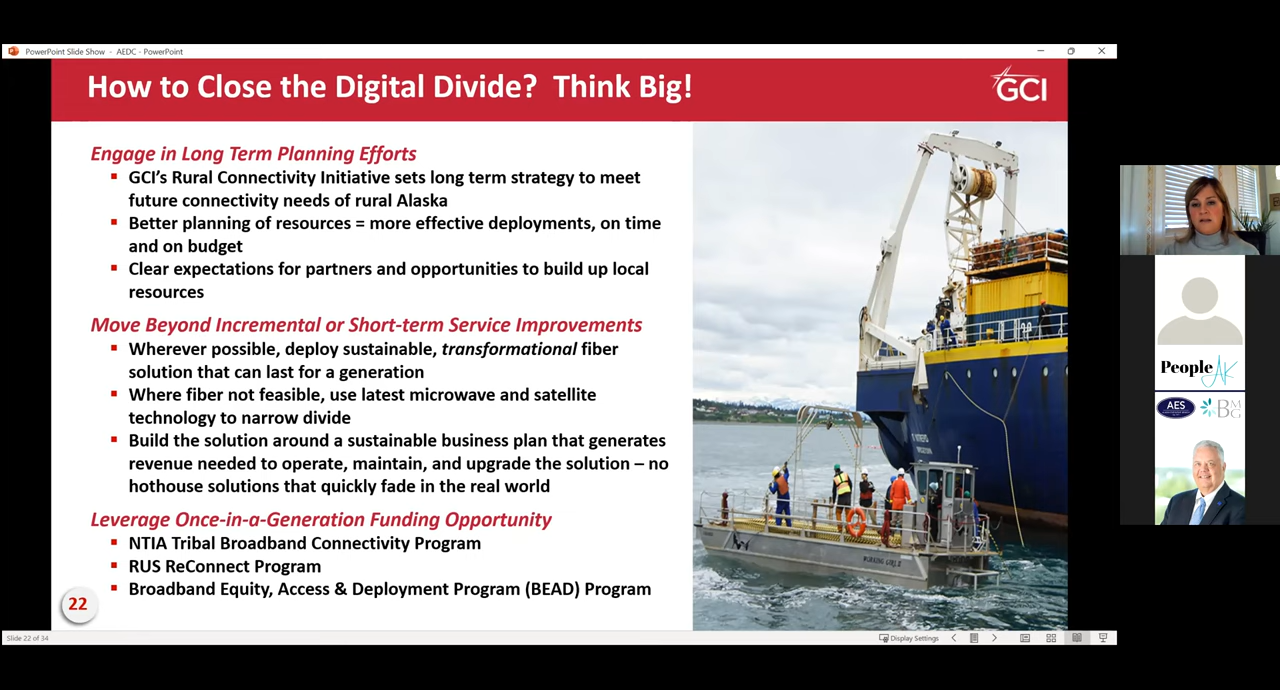 PowerPoint Slide Show - AEDC - PowerPoint
How to Close the Digital Divide? Think Big!
GCI
Engage in Long Term Planning Efforts
GCI's Rural Connectivity Initiative sets long term strategy to meet
future connectivity needs of rural Alaska
Better planning of resources = more effective deployments, on time
and on budget
Clear expectations for partners and opportunities to build up local
resources
Move Beyond Incremental or Short-term Service Improvements
Wherever possible, deploy sustainable, transformational fiber
solution that can last for a generation
Where fiber not feasible, use latest microwave and satellite
technology to narrow divide
Build the solution around a sustainable business plan that generates
revenue needed to operate, maintain, and upgrade the solution – no
hothouse solutions that quickly fade in the real world
Leverage Once-in-a-Generation Funding Opportunity
NTIA Tribal Broadband Connectivity Program
RUS ReConnect Program
Broadband Equity, Access & Deployment Program (BEAD) Program
22
WORKING GIRL II
People AK
AES
BMG
Slide 22 of 34
Display Settings